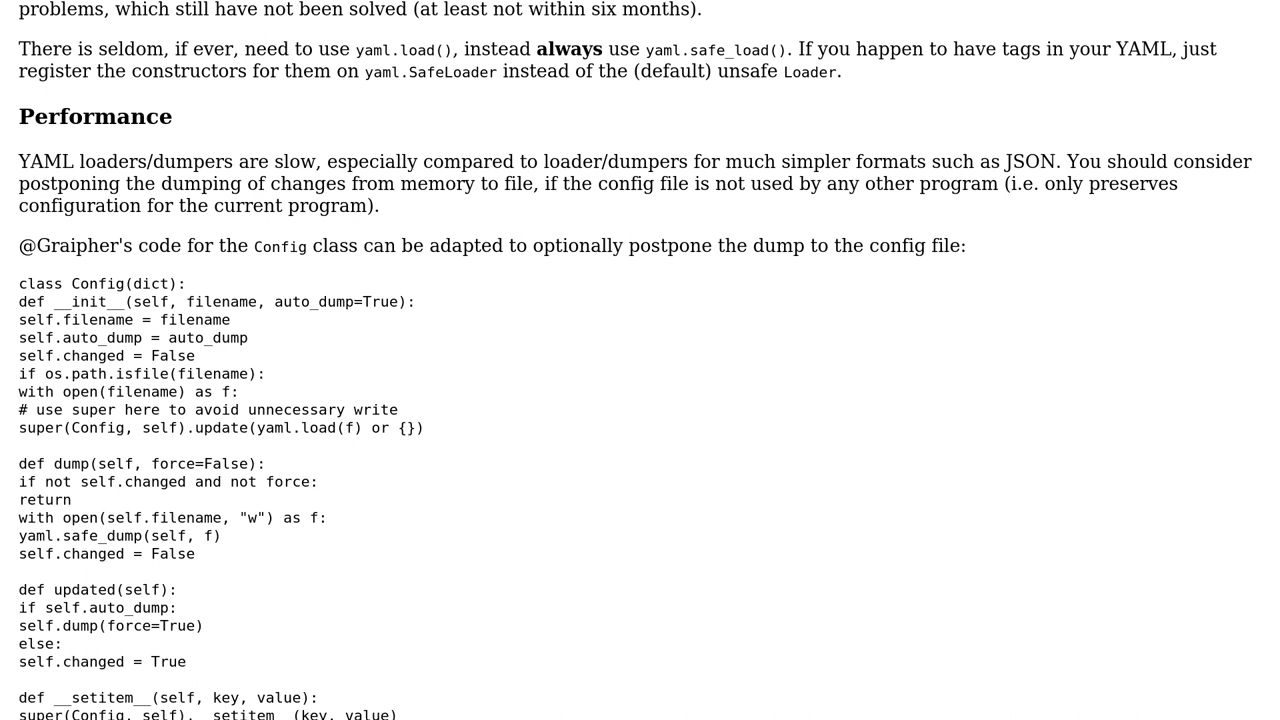 problems, which still have not been solved (at least not within six months).
There is seldom, if ever, need to use yaml.load(), instead always use yaml.safe_load(). If you happen to have tags in your YAML, just
register the constructors for them on yaml.SafeLoader instead of the (default) unsafe Loader.
Performance
YAML loaders/dumpers are slow, especially compared to loader/dumpers for much simpler formats such as JSON. You should consider
postponing the dumping of changes from memory to file, if the config file is not used by any other program (i.e. only preserves
configuration for the current program).
@Graipher's code for the Config class can be adapted to optionally postpone the dump to the config file:
class Config(dict):
def __init__(self, filename, auto_dump=True):
self.filename = filename
self.auto_dump = auto_dump
self.changed = False
if os.path.isfile(filename):
with open(filename) as f:
# use super here to avoid unnecessary write
super(Config, self).update(yaml.load(f) or {})
def dump(self, force=False):
if not self.changed and not force:
return
with open(self.filename, "w") as f:
yaml.safe_dump(self, f)
self.changed = False
def updated(self):
if self.auto_dump:
self.dump(force=True)
else:
self.changed = True
def __setitem__(self, key, value):
super(Config, self).__setitem__(key, value)